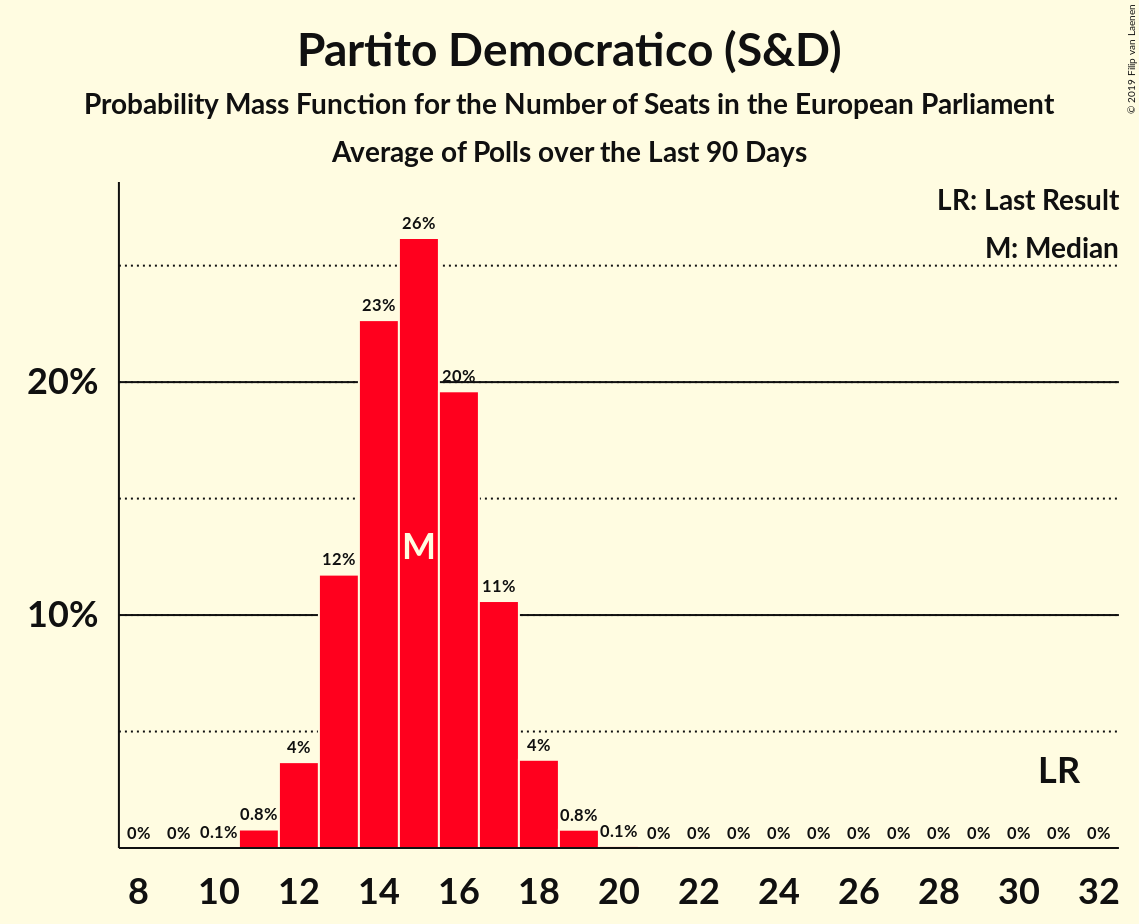 Partito Democratico (S&D)
Probability Mass Function for the Number of Seats in the European Parliament
Average of Polls over the Last 90 Days
© 2019 Filip van Laenen
LR: Last Result
M: Median
26%
23%
20%
20%
12%
M
11%
10%
4%
4%
LR
0% 0% 0.1% 0.8% 0.8% 0.1% 0% 0% 0% 0% 0% 0% 0% 0% 0% 0% 0% 0%
8 10 12 14 16 18 20 22 24 26 28 30 32